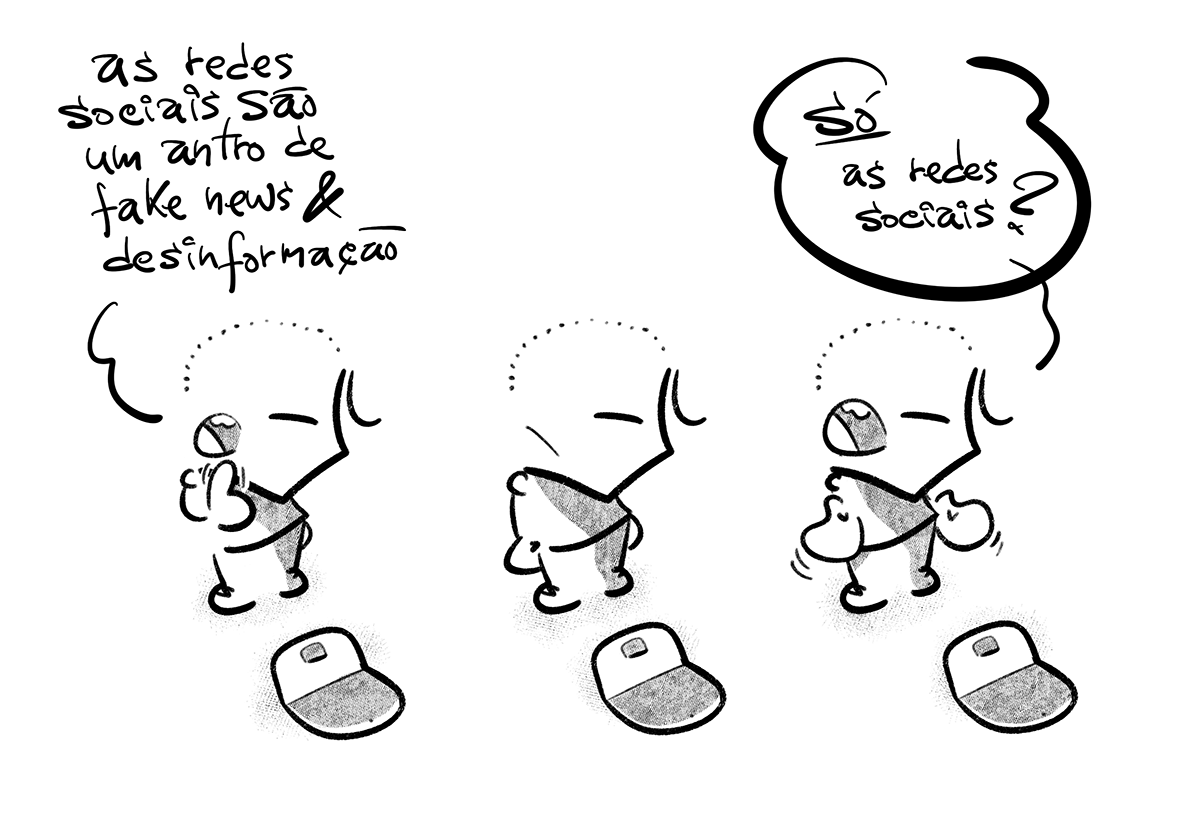 as redes
sociais são
um antro de
fake news &
desinformação
só
as redes
sociais?